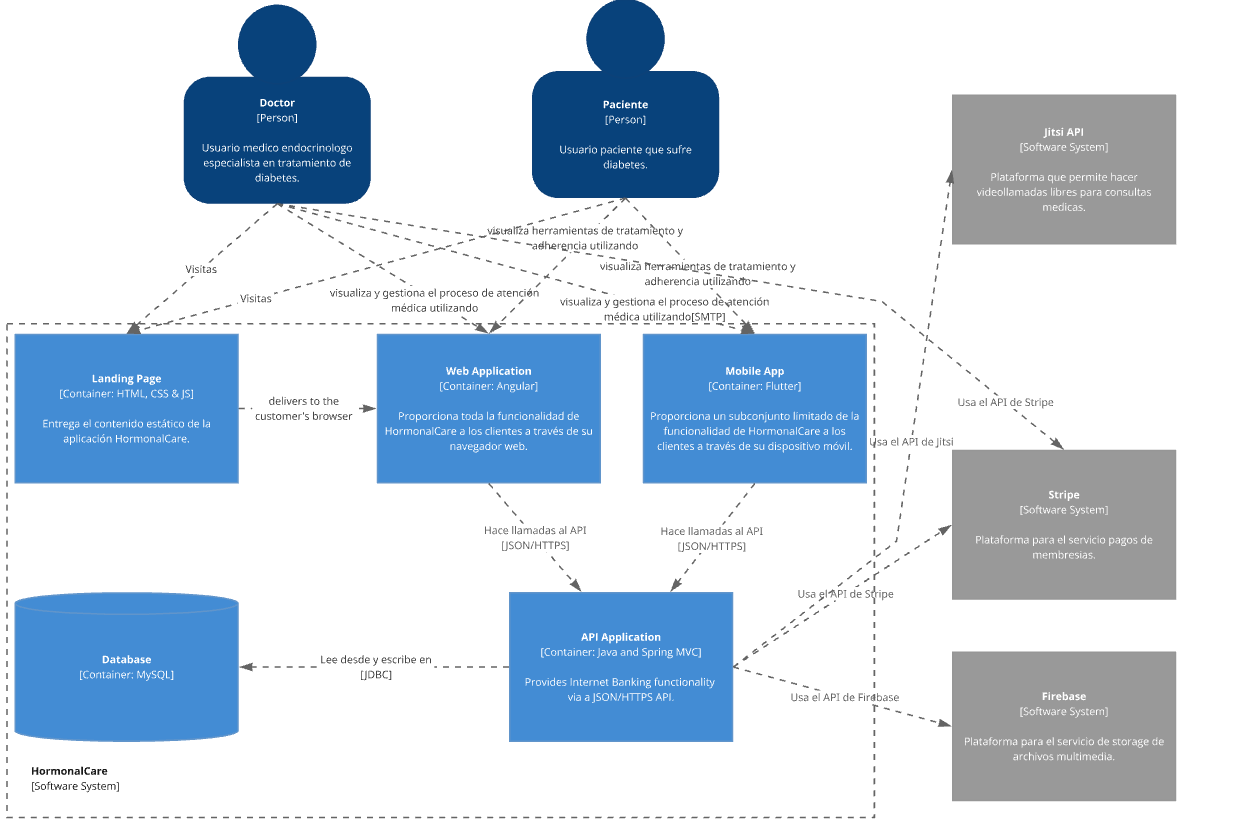 Doctor
[Person]
Usuario medico endocrinologo
especialista en tratamiento de
diabetes.
Paciente
[Person]
Usuario paciente que sufre
diabetes.
Jitsi API
[Software System]
Plataforma que permite hacer
videollamadas libres para consultas
medicas.
visualiza herramientas de tratamiento y
adherencia utilizando
Visitas
visualiza herramientas de tratamiento y
adherencia utilizando
Visitas
visualiza y gestiona el proceso de atención
médica utilizando
visualiza y gestiona el proceso de atención
médica utilizando[SMTP]
Landing Page
[Container: HTML, CSS & JS]
Entrega el contenido estático de la
aplicación HormonalCare.
delivers to the
customer's browser
Web Application
[Container: Angular]
Proporciona toda la funcionalidad de
HormonalCare a los clientes a través de su
navegador web.
Mobile App
[Container: Flutter]
Proporciona un subconjunto limitado de la
funcionalidad de HormonalCare a los
clientes a través de su dispositivo móvil.
Usa el API de Stripe
Usa el API de Jitsi
Stripe
[Software System]
Plataforma para el servicio pagos de
membresias.
Hace llamadas al API
[JSON/HTTPS]
Hace llamadas al API
[JSON/HTTPS]
Usa el API de Stripe
Database
[Container: MySQL]
Lee desde y escribe en
[JDBC]
API Application
[Container: Java and Spring MVC]
Provides Internet Banking functionality
via a JSON/HTTPS API.
Usa el API de Firebase
Firebase
[Software System]
Plataforma para el servicio de storage de
archivos multimedia.
HormonalCare
[Software System]